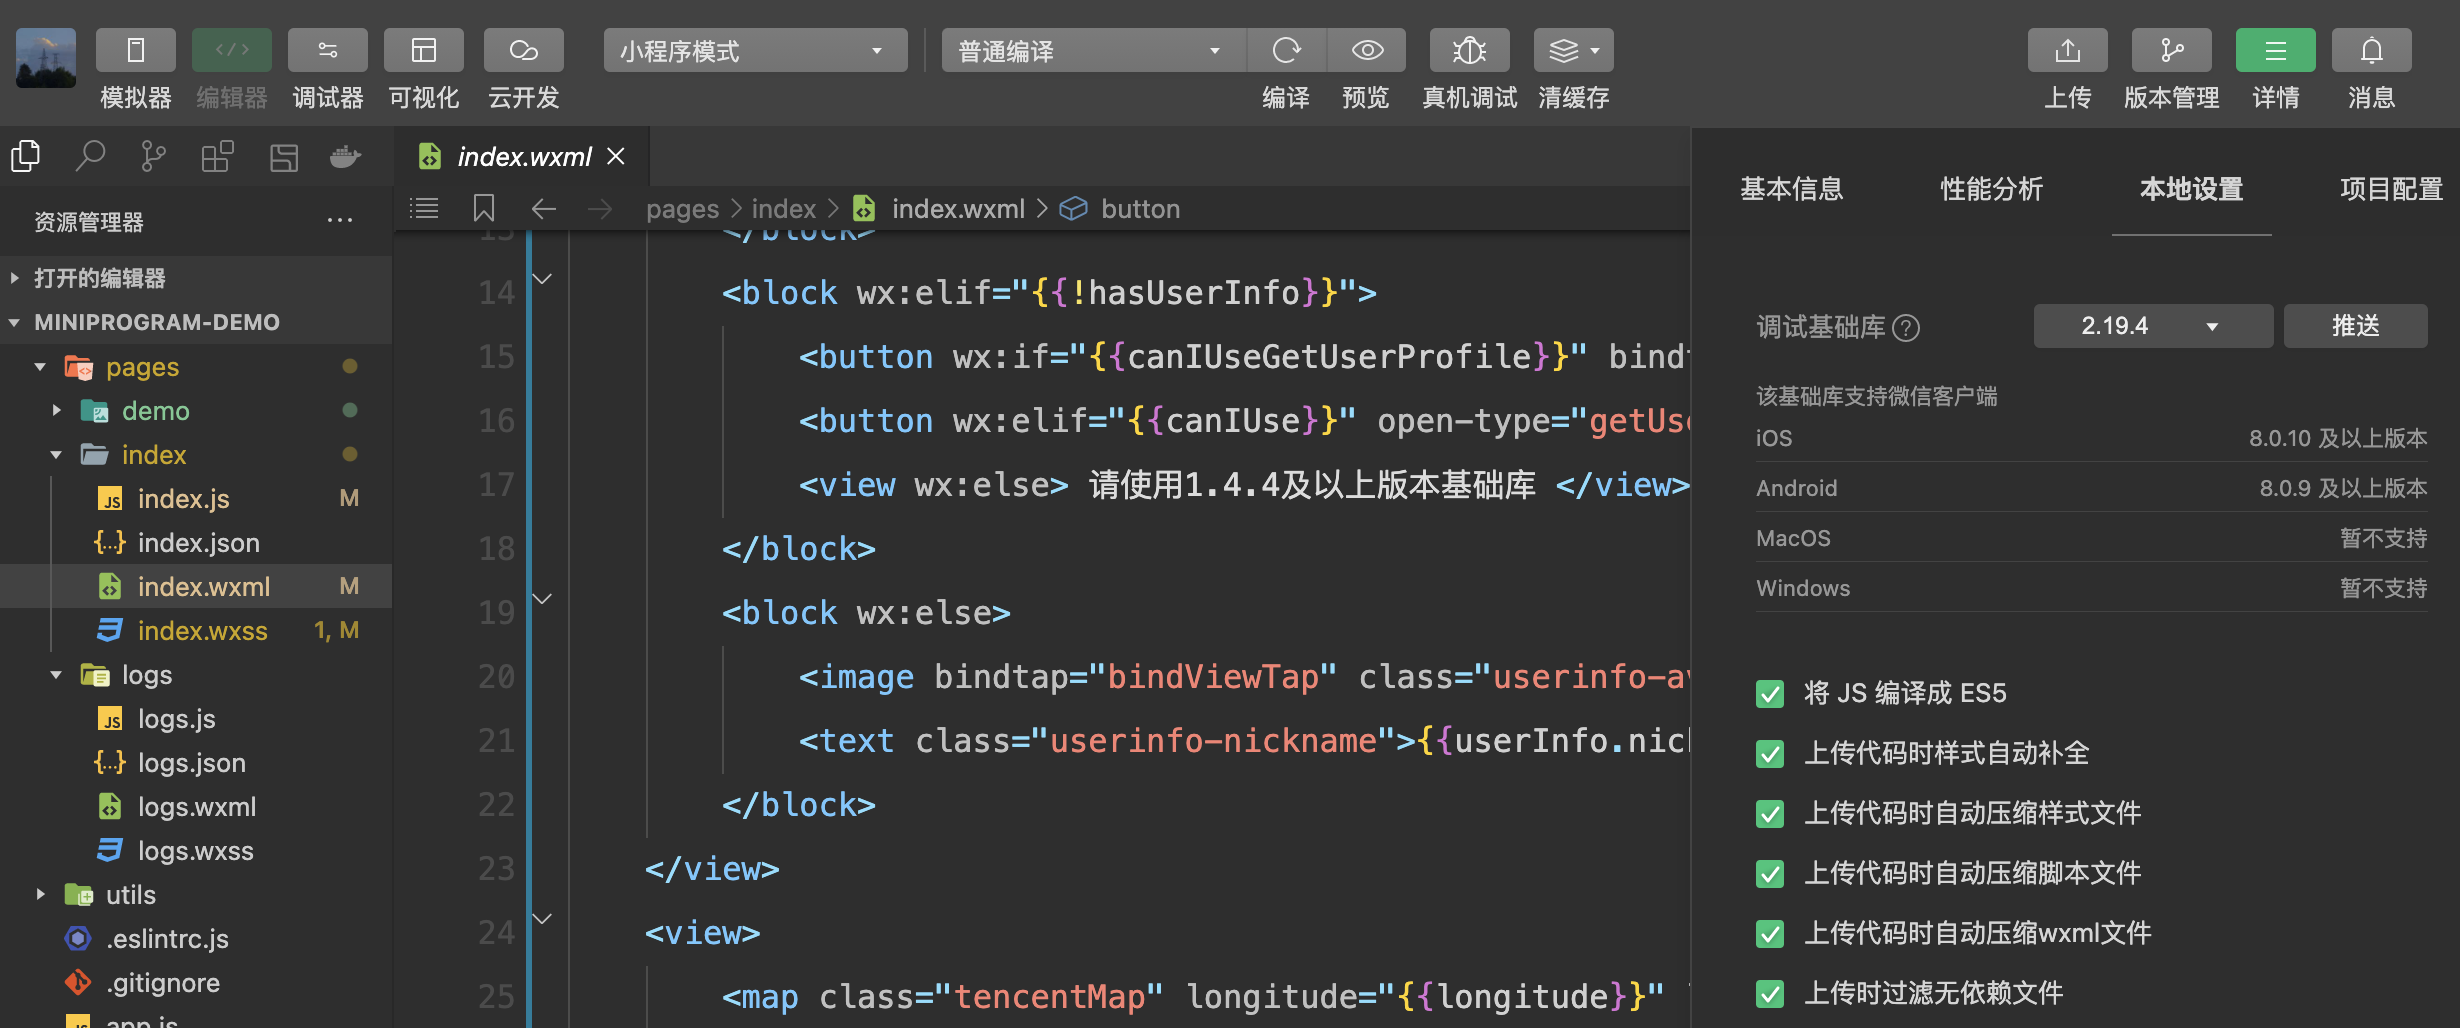 小程序模式
普通编译
模拟器 编辑器 调试器 可视化 云开发 编译 预览 真机调试 清缓存 上传 版本管理 详情 消息
index.wxml
资源管理器
打开的编辑器
MINIPROGRAM-DEMO
pages
demo
index
index.js M
index.json
index.wxml M
index.wxss 1, M
logs
logs.js
logs.json
logs.wxml
logs.wxss
utils
.eslintrc.js
.gitignore
app.js
pages > index > index.wxml > button
13 </block>
14 <block wx:elif="{{!hasUserInfo}}">
15 <button wx:if="{{canIUseGetUserProfile}}" bind
16 <button wx:elif="{{canIUse}}" open-type="getUs
17 <view wx:else> 请使用1.4.4及以上版本基础库 </view>
18 </block>
19 <block wx:else>
20 <image bindtap="bindViewTap" class="userinfo-a
21 <text class="userinfo-nickname">{{userInfo.nic
22 </block>
23 </view>
24 <view>
25 <map class="tencentMap" longitude="{{longitude}}"
基本信息 性能分析 本地设置 项目配置
调试基础库 ? 2.19.4 推送
该基础库支持微信客户端
iOS 8.0.10 及以上版本
Android 8.0.9 及以上版本
MacOS 暂不支持
Windows 暂不支持
将 JS 编译成 ES5
上传代码时样式自动补全
上传代码时自动压缩样式文件
上传代码时自动压缩脚本文件
上传代码时自动压缩wxml文件
上传时过滤无依赖文件